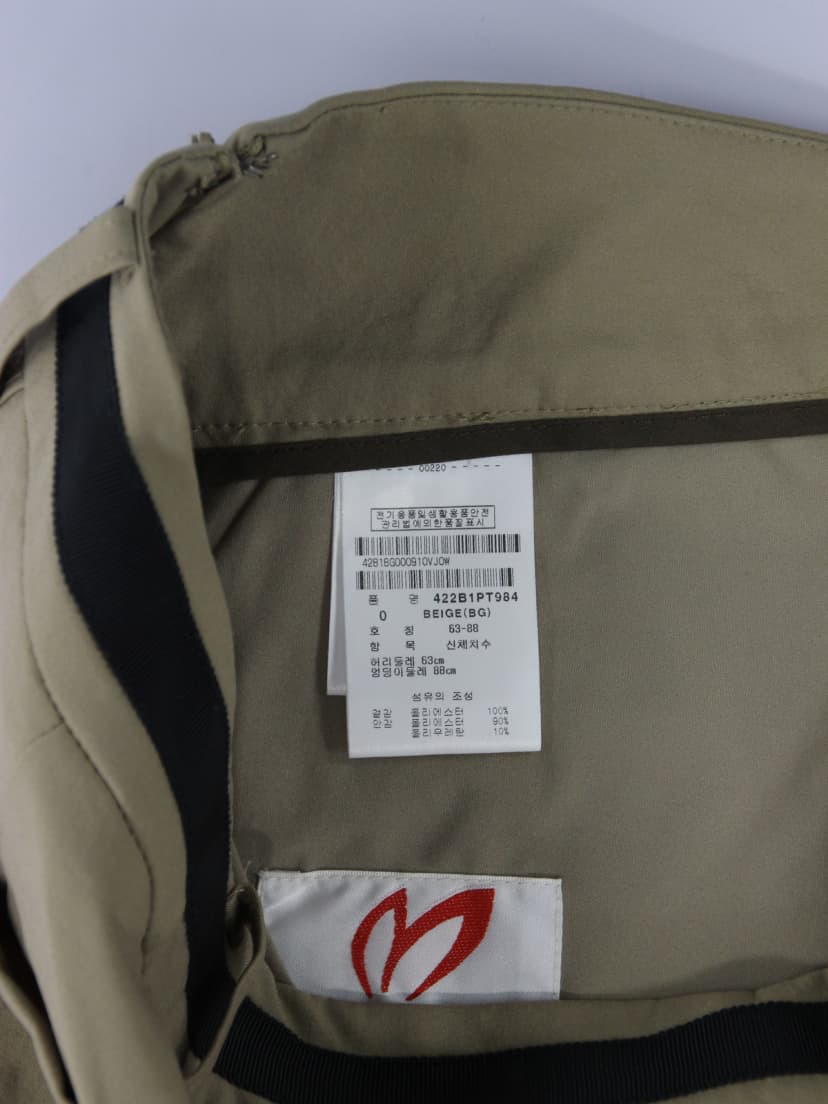 - - - - 00220 - - - - -
전기용품및생활용품안전
관리법에의한품질표시
42B1BG000910VJOW
품 명 422B1PT984
0 BEIGE(BG)
호 칭 63-88
항 목 신체치수
허리둘레 63cm
엉덩이둘레 88cm
섬유의 조성
겉감 폴리에스터 100%
안감 폴리에스터 90%
폴리우레탄 10%